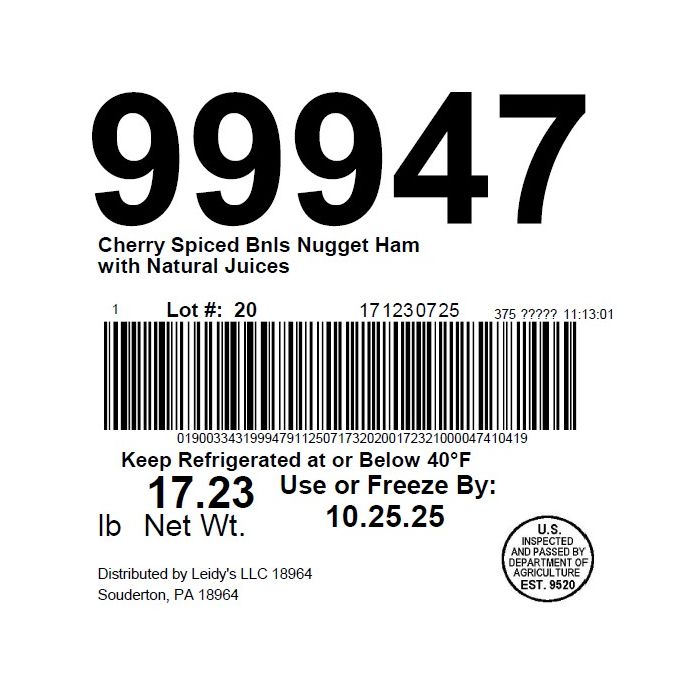 99947
Cherry Spiced Bnls Nugget Ham
with Natural Juices
1 Lot #: 20 171230725 375 ????? 11:13:01
019003343199947911250717320200172321000047410419
Keep Refrigerated at or Below 40°F
17.23 Use or Freeze By:
lb Net Wt. 10.25.25
Distributed by Leidy's LLC 18964
Souderton, PA 18964
U.S.
INSPECTED
AND PASSED BY
DEPARTMENT OF
AGRICULTURE
EST. 9520